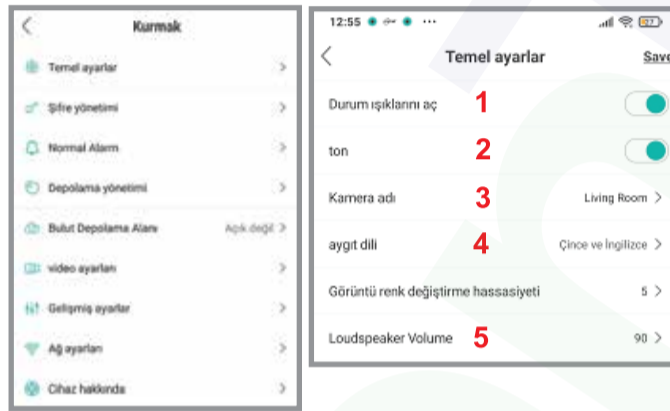 Kurmak
Temel ayarlar
Şifre yönetimi
Normal Alarm
Depolama yönetimi
Bulut Depolama Alanı Açık değil
video ayarları
Gelişmiş ayarlar
Ağ ayarları
Cihaz hakkında
12:55
Temel ayarlar Save
Durum ışıklarını aç 1
ton 2
Kamera adı 3 Living Room
aygıt dili 4 Çince ve İngilizce
Görüntü renk değiştirme hassasiyeti 5
Loudspeaker Volume 5 90